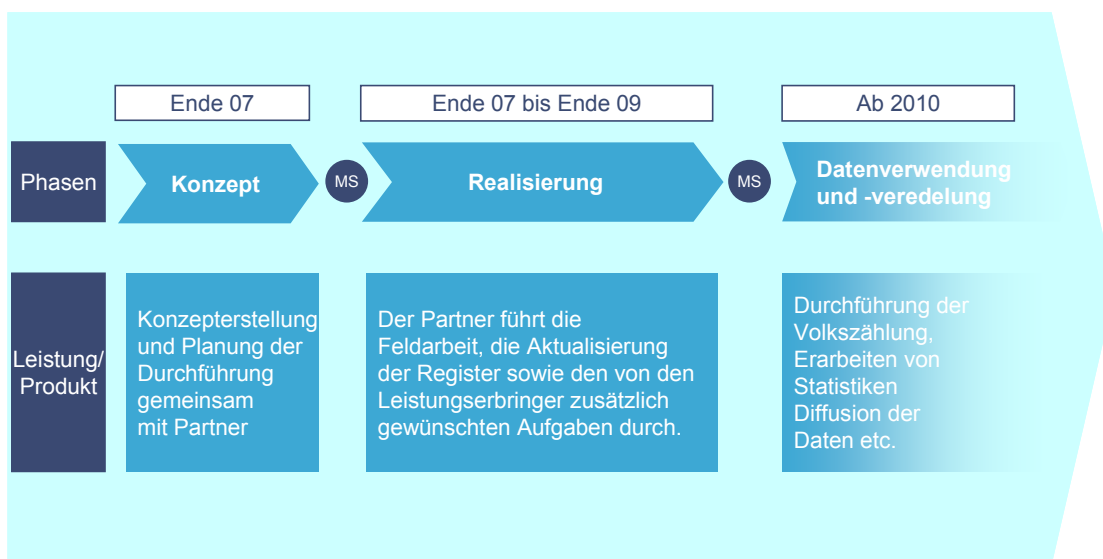 Ende 07
Ende 07 bis Ende 09
Ab 2010
Phasen
Konzept
MS
Realisierung
MS
Datenverwendung
und -veredelung
Leistung/
Produkt
Konzepterstellung
und Planung der
Durchführung
gemeinsam
mit Partner
Der Partner führt die
Feldarbeit, die Aktualisierung
der Register sowie den von den
Leistungserbringer zusätzlich
gewünschten Aufgaben durch.
Durchführung der
Volkszählung,
Erarbeiten von
Statistiken
Diffusion der
Daten etc.